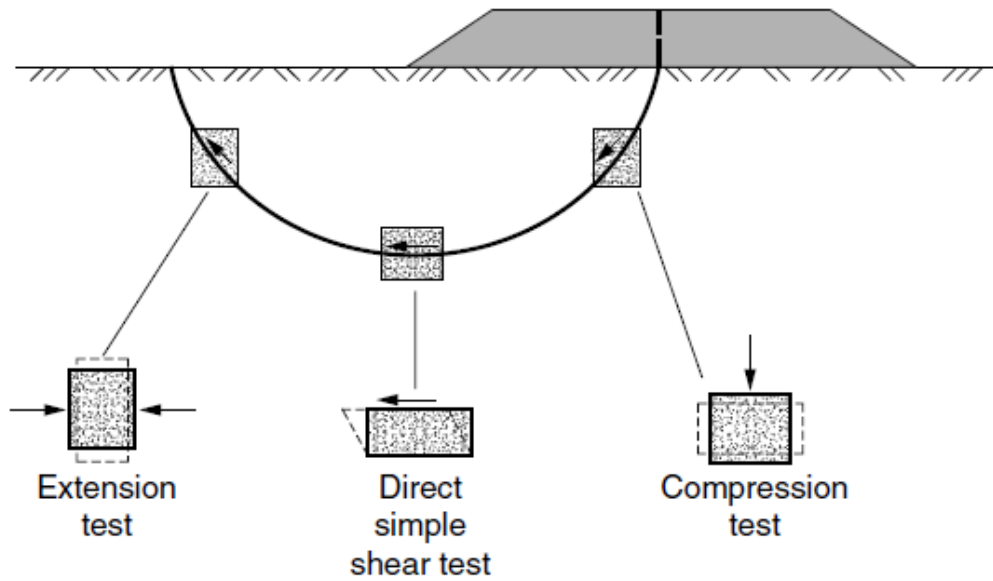 Extension
test
Direct
simple
shear test
Compression
test